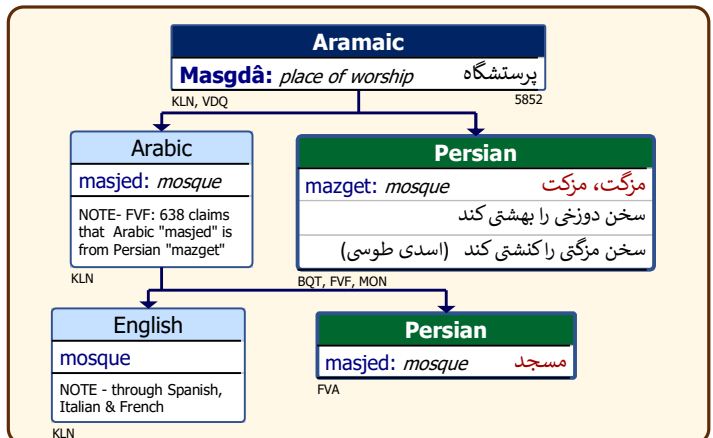 Aramaic
Masgdâ: place of worship پرستشگاه
KLN, VDQ 5852
Arabic
masjed: mosque
NOTE- FVF: 638 claims
that Arabic "masjed" is
from Persian "mazget"
KLN
Persian
mazget: mosque مزگت، مزکت
سخن دوزخی را بهشتی کند
سخن مزگتی را کنشتی کند (اسدی طوسی)
BQT, FVF, MON
English
mosque
NOTE - through Spanish,
Italian & French
KLN
Persian
masjed: mosque مسجد
FVA